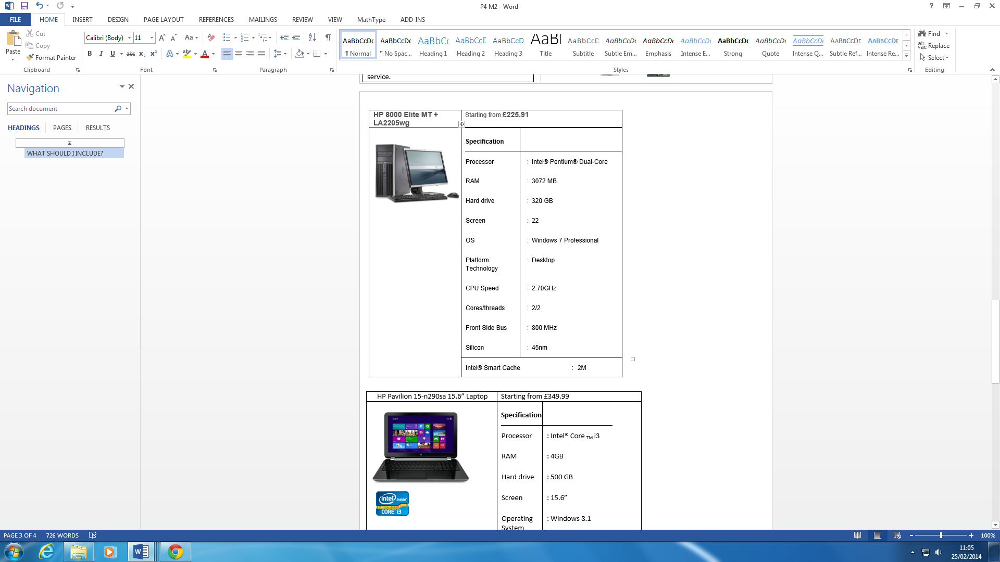 P4 M2 - Word
FILE HOME INSERT DESIGN PAGE LAYOUT REFERENCES MAILINGS REVIEW VIEW MathType ADD-INS
Paste
Cut
Copy
Format Painter
Clipboard
Calibri (Body) 11
Font
Paragraph
AaBbCcDc AaBbCcDc AaBbCc AaBbCcD AaBbCcD AaBl AaBbCcD AaBbCcDc AaBbCcDc AaBbCcDc AaBbCcDc AaBbCcDc AaBbCcDc AABBCCDE AABBCCDE
¶ Normal ¶ No Spac... Heading 1 Heading 2 Heading 3 Title Subtitle Subtle Em... Emphasis Intense E... Strong Quote Intense Q... Subtle Ref... Intense Re...
Styles
Find
Replace
Select
Editing
Navigation
Search document
HEADINGS PAGES RESULTS
WHAT SHOULD I INCLUDE?
service.
HP 8000 Elite MT +
LA2205wg
Starting from £225.91
Specification
Processor : Intel® Pentium® Dual-Core
RAM : 3072 MB
Hard drive : 320 GB
Screen : 22
OS : Windows 7 Professional
Platform : Desktop
Technology
CPU Speed : 2.70GHz
Cores/threads : 2/2
Front Side Bus : 800 MHz
Silicon : 45nm
Intel® Smart Cache : 2M
HP Pavilion 15-n290sa 15.6” Laptop Starting from £349.99
Specification
Processor : Intel® Core TM i3
RAM : 4GB
Hard drive : 500 GB
Screen : 15.6”
Operating : Windows 8.1
System
Start
intel inside™
CORE™ i3
PAGE 3 OF 4 726 WORDS
100%
11:05
25/02/2014